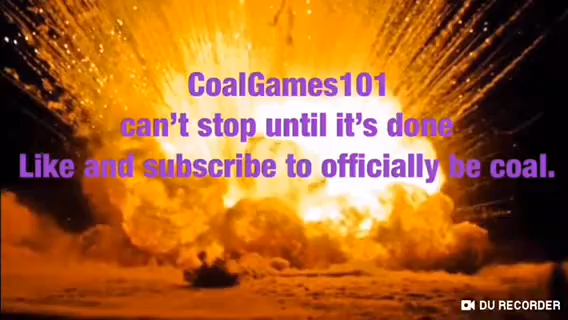 CoalGames101
can’t stop until it’s done
Like and subscribe to officially be coal.
DU RECORDER